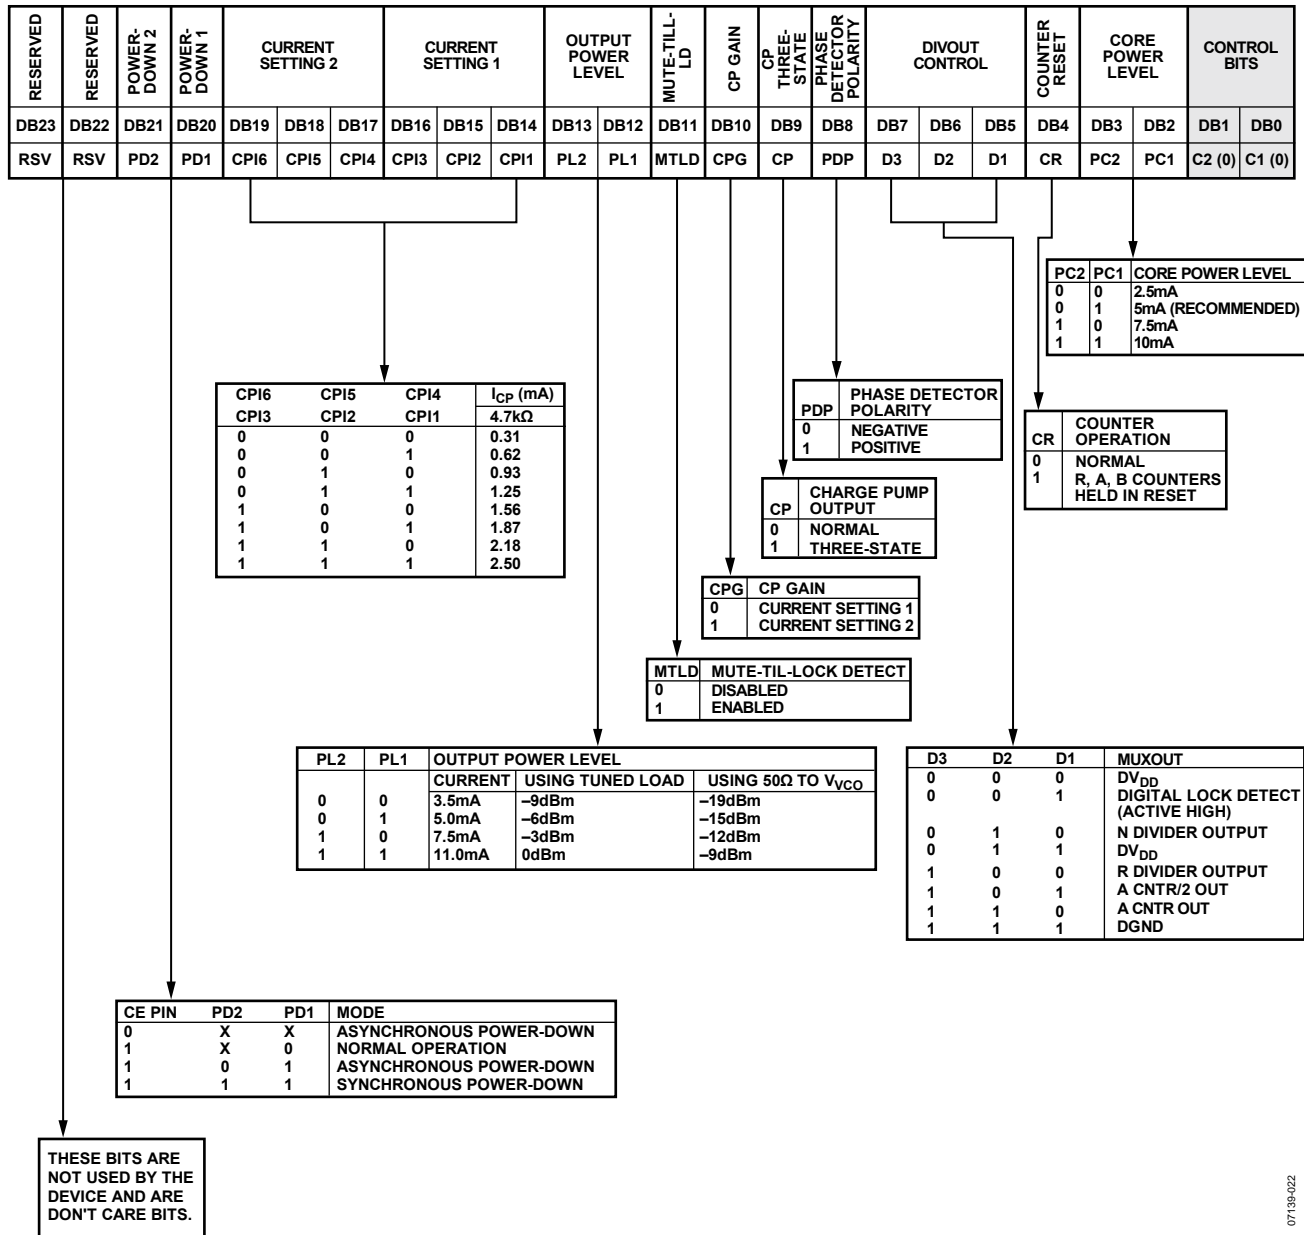 RESERVED
RESERVED
POWER-
DOWN 2
POWER-
DOWN 1
CURRENT
SETTING 2
CURRENT
SETTING 1
OUTPUT
POWER
LEVEL
MUTE-TILL-
LD
CP GAIN
CP
THREE-
STATE
PHASE
DETECTOR
POLARITY
DIVOUT
CONTROL
COUNTER
RESET
CORE
POWER
LEVEL
CONTROL
BITS
DB23 DB22 DB21 DB20 DB19 DB18 DB17 DB16 DB15 DB14 DB13 DB12 DB11 DB10 DB9 DB8 DB7 DB6 DB5 DB4 DB3 DB2 DB1 DB0
RSV RSV PD2 PD1 CPI6 CPI5 CPI4 CPI3 CPI2 CPI1 PL2 PL1 MTLD CPG CP PDP D3 D2 D1 CR PC2 PC1 C2 (0) C1 (0)
PC2 PC1 CORE POWER LEVEL
0 0 2.5mA
0 1 5mA (RECOMMENDED)
1 0 7.5mA
1 1 10mA
CPI6 CPI5 CPI4 ICP (mA)
CPI3 CPI2 CPI1 4.7kΩ
0 0 0 0.31
0 0 1 0.62
0 1 0 0.93
0 1 1 1.25
1 0 0 1.56
1 0 1 1.87
1 1 0 2.18
1 1 1 2.50
PDP PHASE DETECTOR
POLARITY
0 NEGATIVE
1 POSITIVE
CR COUNTER
OPERATION
0 NORMAL
1 R, A, B COUNTERS
HELD IN RESET
CP CHARGE PUMP
OUTPUT
0 NORMAL
1 THREE-STATE
CPG CP GAIN
0 CURRENT SETTING 1
1 CURRENT SETTING 2
MTLD MUTE-TIL-LOCK DETECT
0 DISABLED
1 ENABLED
PL2 PL1 OUTPUT POWER LEVEL
CURRENT USING TUNED LOAD USING 50Ω TO VVCO
0 0 3.5mA –9dBm –19dBm
0 1 5.0mA –6dBm –15dBm
1 0 7.5mA –3dBm –12dBm
1 1 11.0mA 0dBm –9dBm
D3 D2 D1 MUXOUT
0 0 0 DVDD
0 0 1 DIGITAL LOCK DETECT
(ACTIVE HIGH)
0 1 0 N DIVIDER OUTPUT
0 1 1 DVDD
1 0 0 R DIVIDER OUTPUT
1 0 1 A CNTR/2 OUT
1 1 0 A CNTR OUT
1 1 1 DGND
CE PIN PD2 PD1 MODE
0 X X ASYNCHRONOUS POWER-DOWN
1 X 0 NORMAL OPERATION
1 0 1 ASYNCHRONOUS POWER-DOWN
1 1 1 SYNCHRONOUS POWER-DOWN
THESE BITS ARE
NOT USED BY THE
DEVICE AND ARE
DON'T CARE BITS.
07139-022